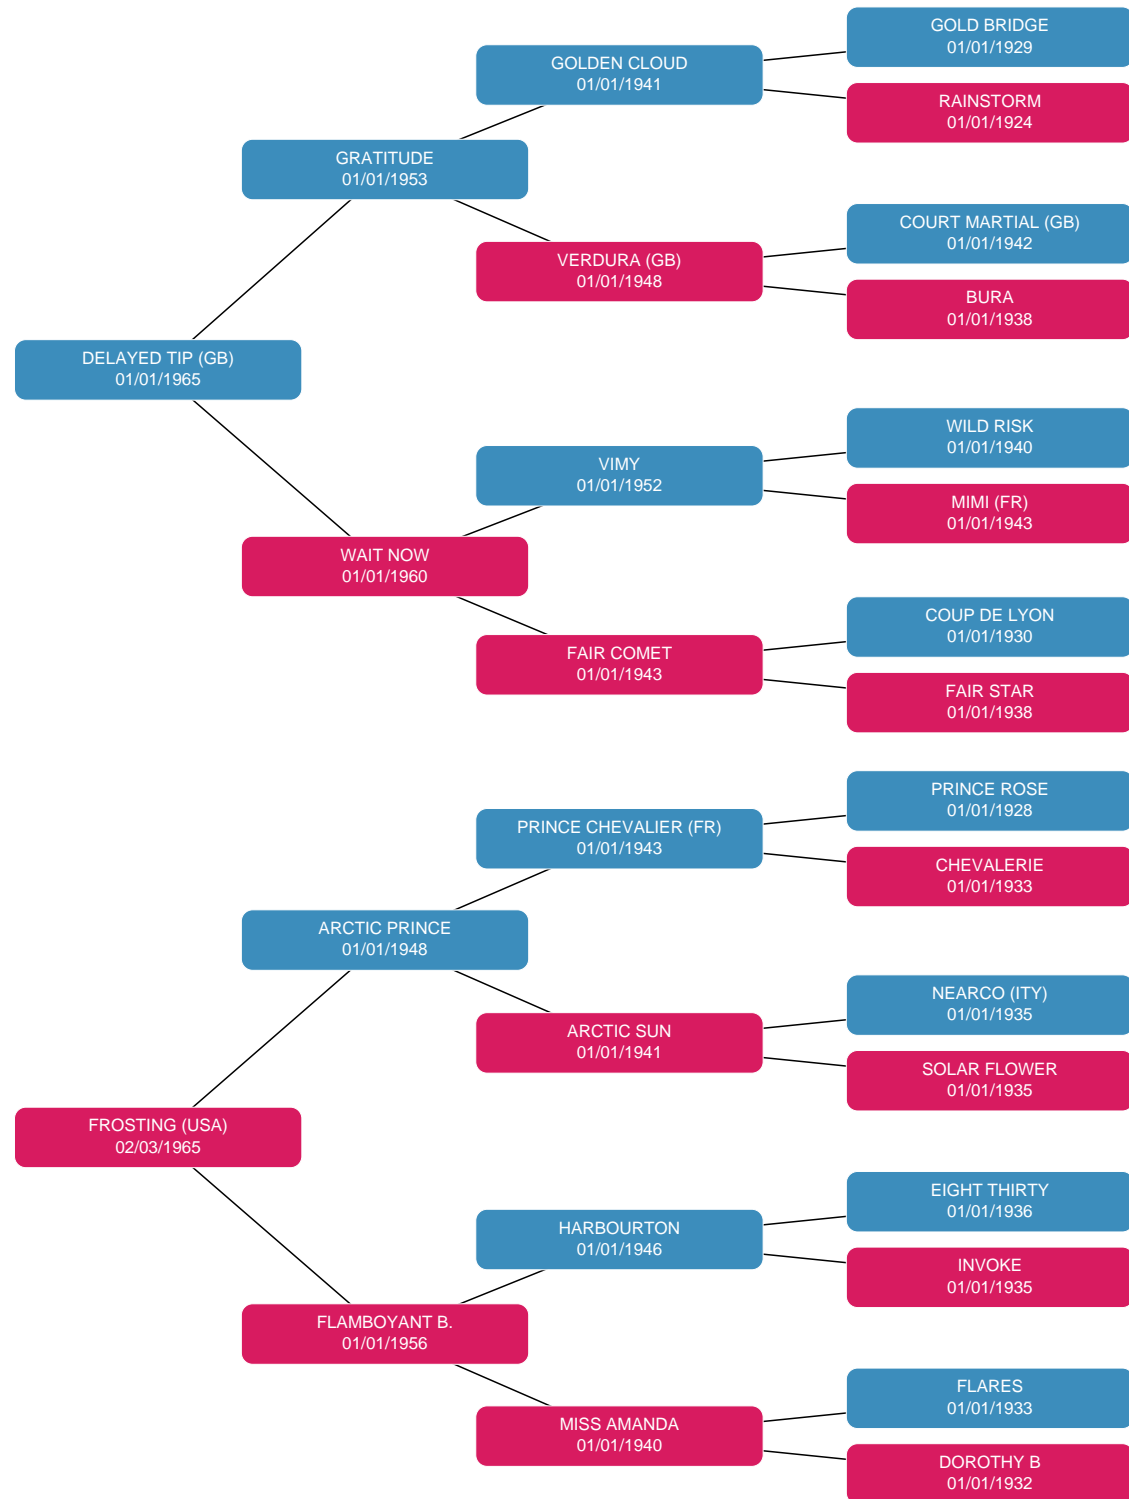 GOLD BRIDGE
01/01/1929
GOLDEN CLOUD
01/01/1941
RAINSTORM
01/01/1924
GRATITUDE
01/01/1953
COURT MARTIAL (GB)
01/01/1942
VERDURA (GB)
01/01/1948
BURA
01/01/1938
DELAYED TIP (GB)
01/01/1965
WILD RISK
01/01/1940
VIMY
01/01/1952
MIMI (FR)
01/01/1943
WAIT NOW
01/01/1960
COUP DE LYON
01/01/1930
FAIR COMET
01/01/1943
FAIR STAR
01/01/1938
PRINCE ROSE
01/01/1928
PRINCE CHEVALIER (FR)
01/01/1943
CHEVALERIE
01/01/1933
ARCTIC PRINCE
01/01/1948
NEARCO (ITY)
01/01/1935
ARCTIC SUN
01/01/1941
SOLAR FLOWER
01/01/1935
FROSTING (USA)
02/03/1965
EIGHT THIRTY
01/01/1936
HARBOURTON
01/01/1946
INVOKE
01/01/1935
FLAMBOYANT B.
01/01/1956
FLARES
01/01/1933
MISS AMANDA
01/01/1940
DOROTHY B
01/01/1932